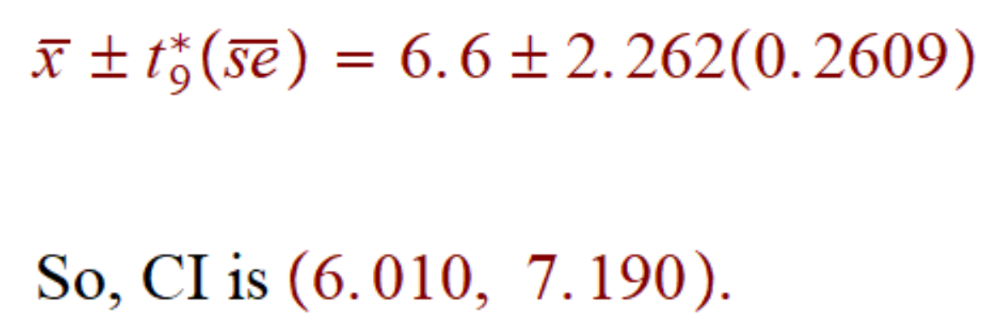 x̅ ± t₉*(s̅e̅) = 6.6 ± 2.262(0.2609)
So, CI is (6.010, 7.190).